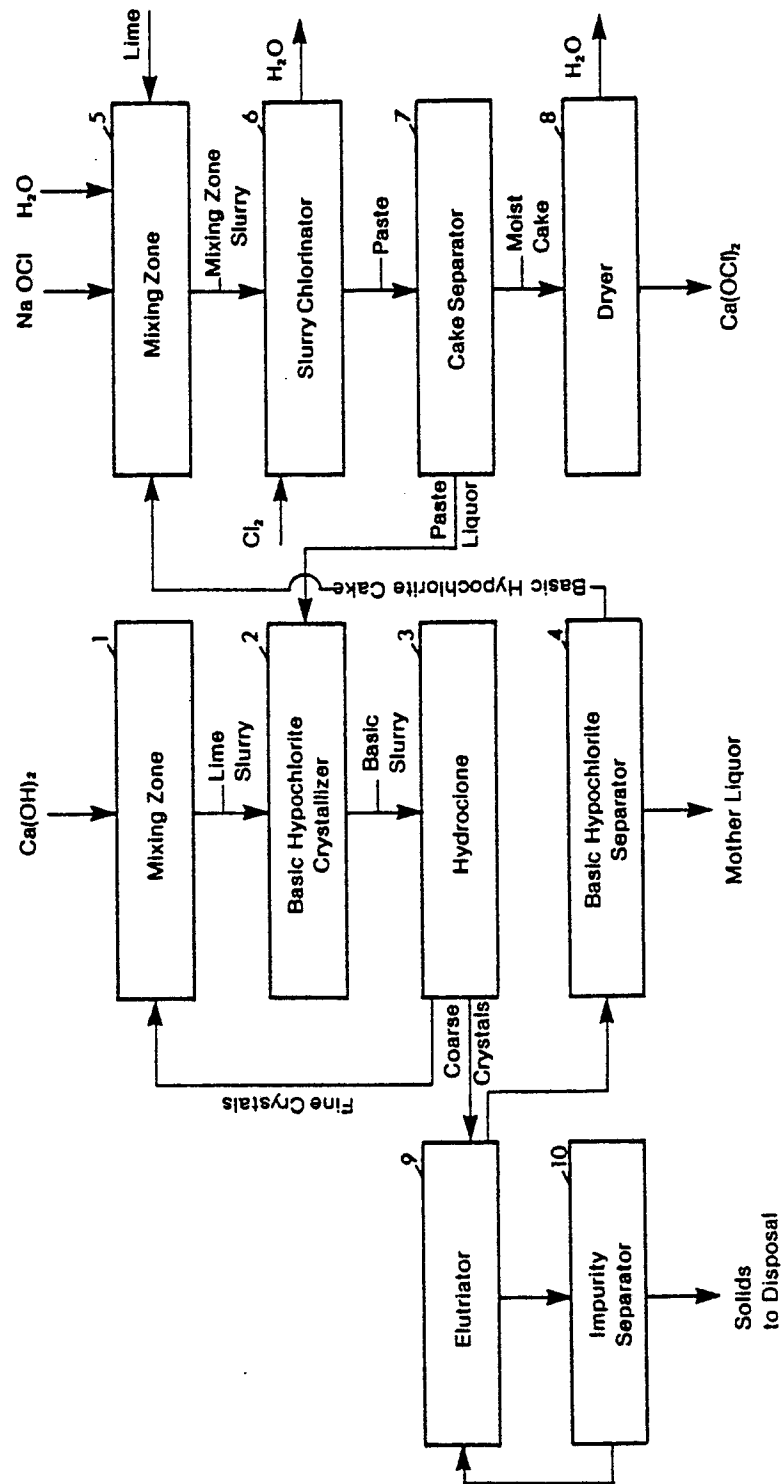 Ca(OH)₂
1
Mixing Zone
Lime
Slurry
2
Basic Hypochlorite
Crystallizer
Basic
Slurry
3
Hydroclone
Fine Crystals
Coarse
Crystals
9
Elutriator
10
Impurity
Separator
Solids
to Disposal
4
Basic Hypochlorite
Separator
Mother Liquor
Basic Hypochlorite Cake
Na OCl
H₂O
Lime
5
Mixing Zone
Mixing Zone
Slurry
Cl₂
6
Slurry Chlorinator
H₂O
Paste
7
Cake Separator
Paste
Liquor
Moist
Cake
8
Dryer
H₂O
Ca(OCl)₂